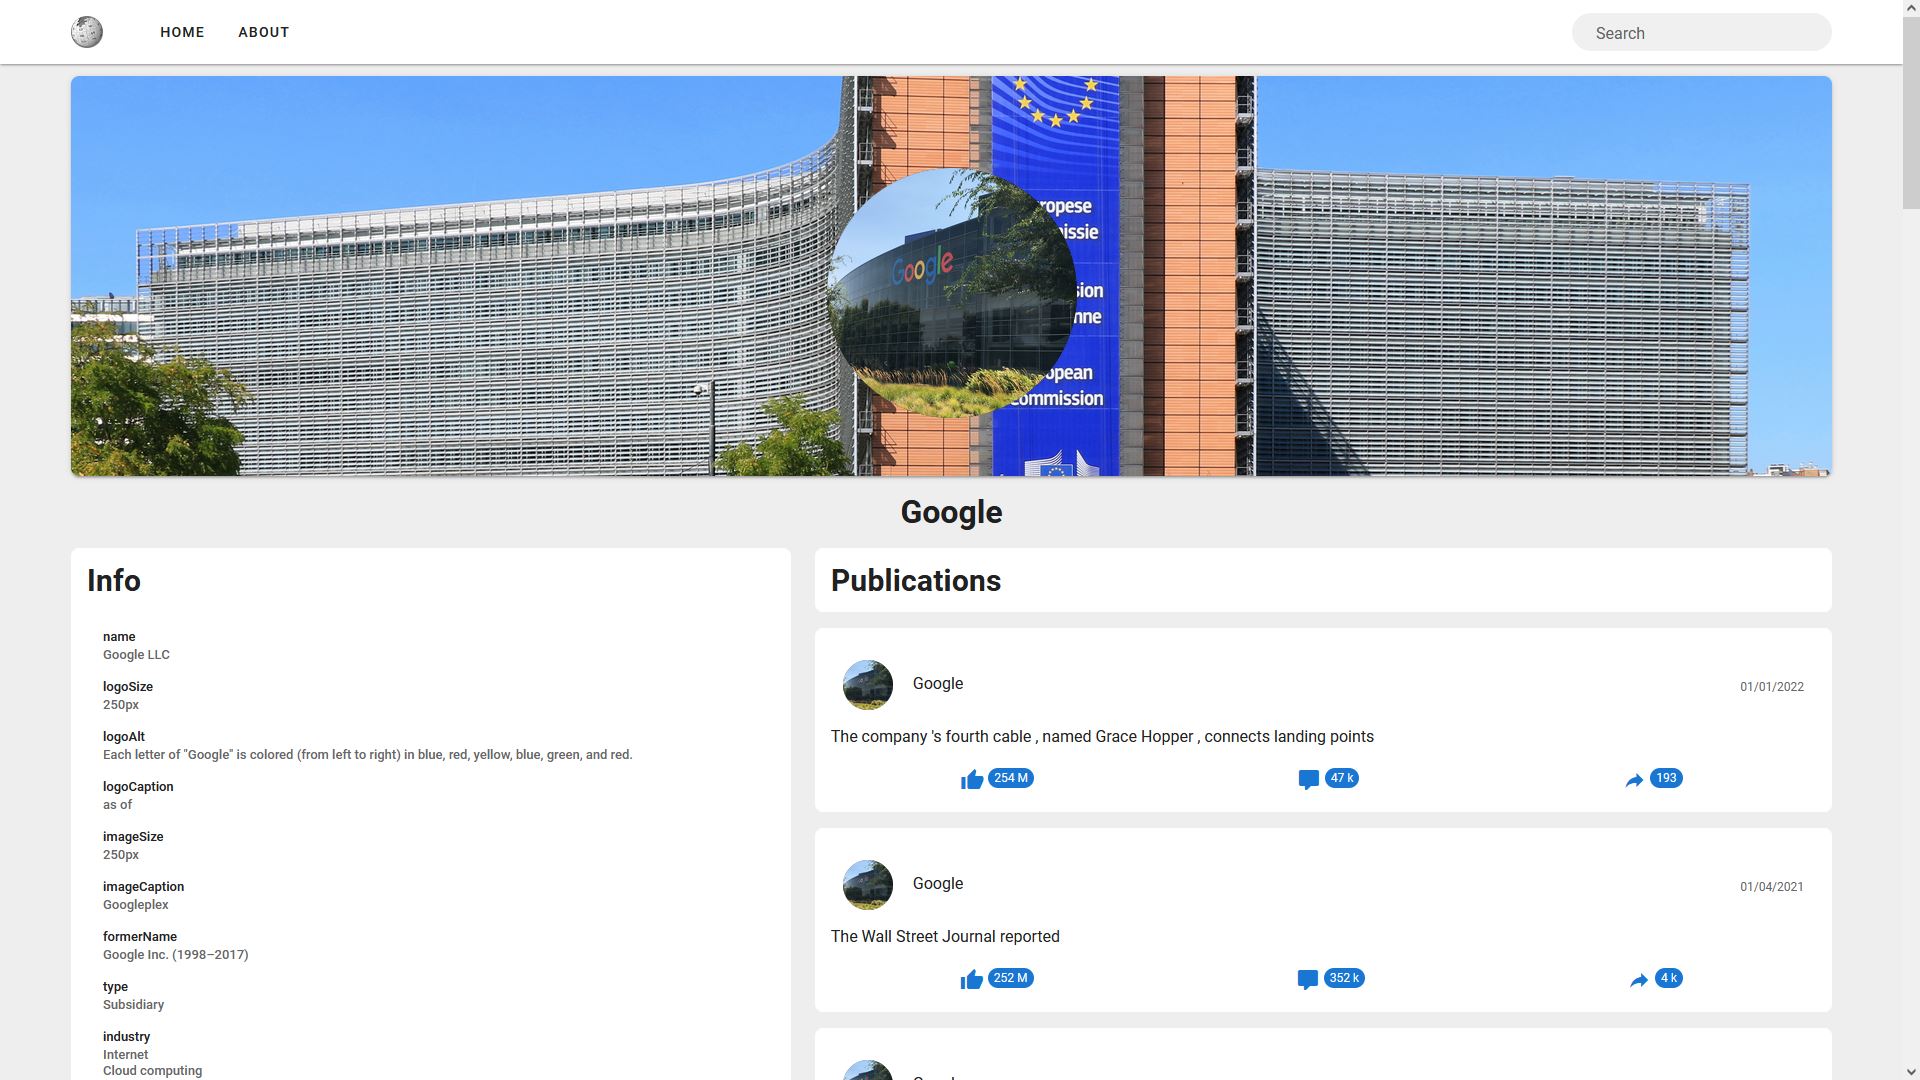 HOME
ABOUT
Search
Google
ropese
issie
sion
nne
opean
Commission
Google
Info
name
Google LLC
logoSize
250px
logoAlt
Each letter of "Google" is colored (from left to right) in blue, red, yellow, blue, green, and red.
logoCaption
as of
imageSize
250px
imageCaption
Googleplex
formerName
Google Inc. (1998–2017)
type
Subsidiary
industry
Internet
Cloud computing
Publications
Google
01/01/2022
The company 's fourth cable , named Grace Hopper , connects landing points
254 M
47 k
193
Google
01/04/2021
The Wall Street Journal reported
252 M
352 k
4 k